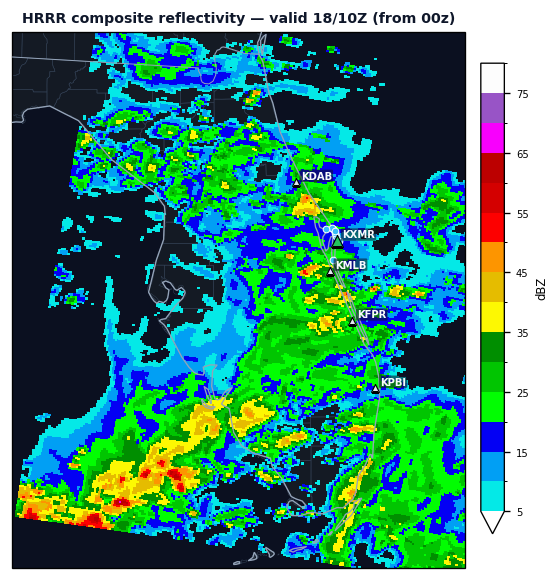 HRRR composite reflectivity — valid 18/10Z (from 00z)
KDAB
KXMR
KMLB
KFPR
KPBI
75
65
55
45
35
25
15
5
dBZ